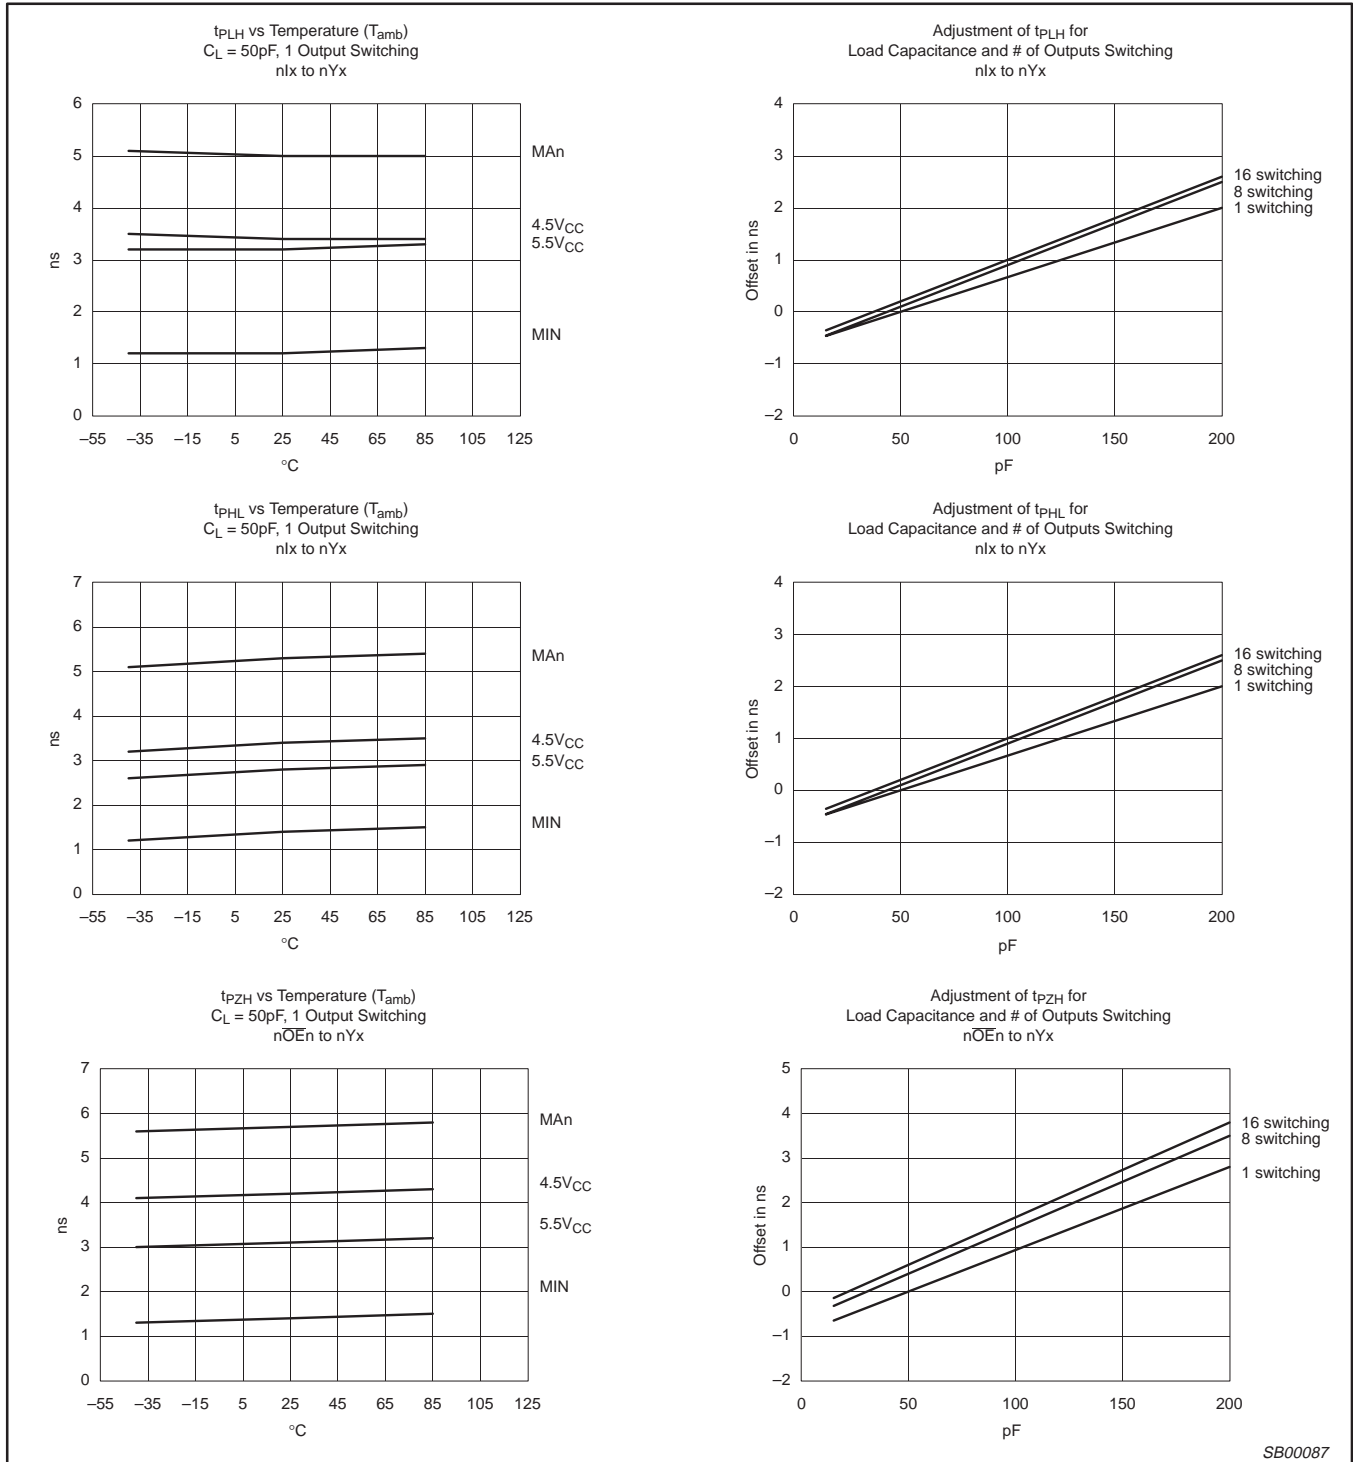 tPLH vs Temperature (Tamb)
CL = 50pF, 1 Output Switching
nIx to nYx
6
5
4
3
2
1
0
ns
MAn
4.5VCC
5.5VCC
MIN
–55 –35 –15 5 25 45 65 85 105 125
°C
Adjustment of tPLH for
Load Capacitance and # of Outputs Switching
nIx to nYx
4
3
2
1
0
–1
–2
Offset in ns
16 switching
8 switching
1 switching
0 50 100 150 200
pF
tPHL vs Temperature (Tamb)
CL = 50pF, 1 Output Switching
nIx to nYx
7
6
5
4
3
2
1
0
ns
MAn
4.5VCC
5.5VCC
MIN
–55 –35 –15 5 25 45 65 85 105 125
°C
Adjustment of tPHL for
Load Capacitance and # of Outputs Switching
nIx to nYx
4
3
2
1
0
–1
–2
Offset in ns
16 switching
8 switching
1 switching
0 50 100 150 200
pF
tPZH vs Temperature (Tamb)
CL = 50pF, 1 Output Switching
nO̅E̅n to nYx
7
6
5
4
3
2
1
0
ns
MAn
4.5VCC
5.5VCC
MIN
–55 –35 –15 5 25 45 65 85 105 125
°C
Adjustment of tPZH for
Load Capacitance and # of Outputs Switching
nO̅E̅n to nYx
5
4
3
2
1
0
–1
–2
Offset in ns
16 switching
8 switching
1 switching
0 50 100 150 200
pF
SB00087